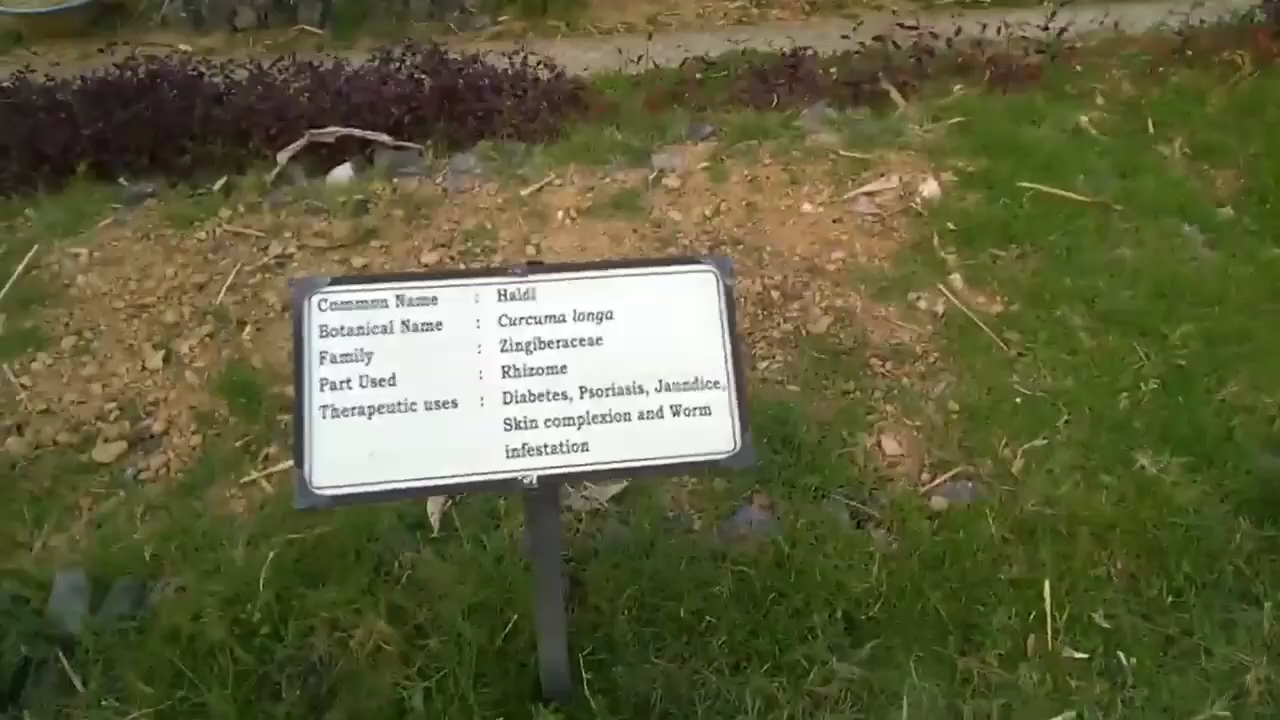 Common Name : Haldi
Botanical Name : Curcuma longa
Family : Zingiberaceae
Part Used : Rhizome
Therapeutic uses : Diabetes, Psoriasis, Jaundice,
Skin complexion and Worm
infestation